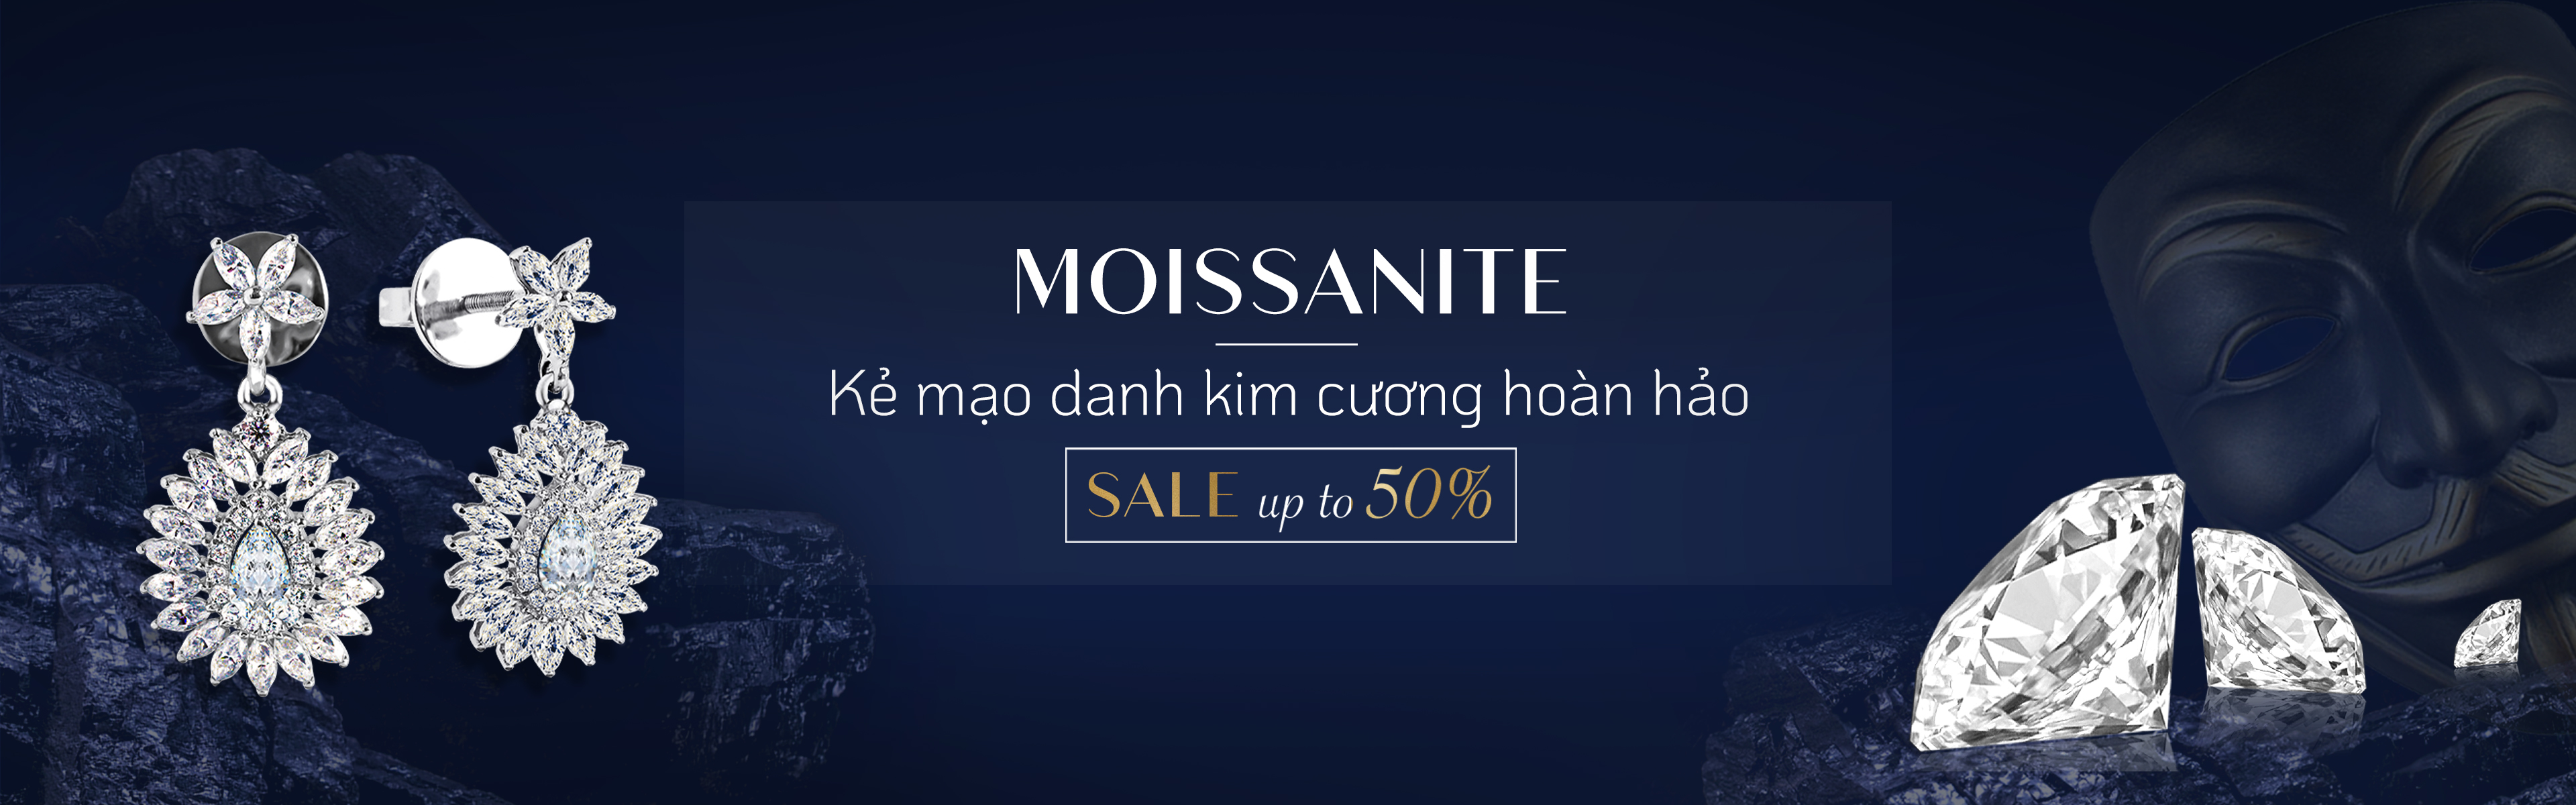 MOISSANITE
Kẻ mạo danh kim cương hoàn hảo
SALE up to 50%